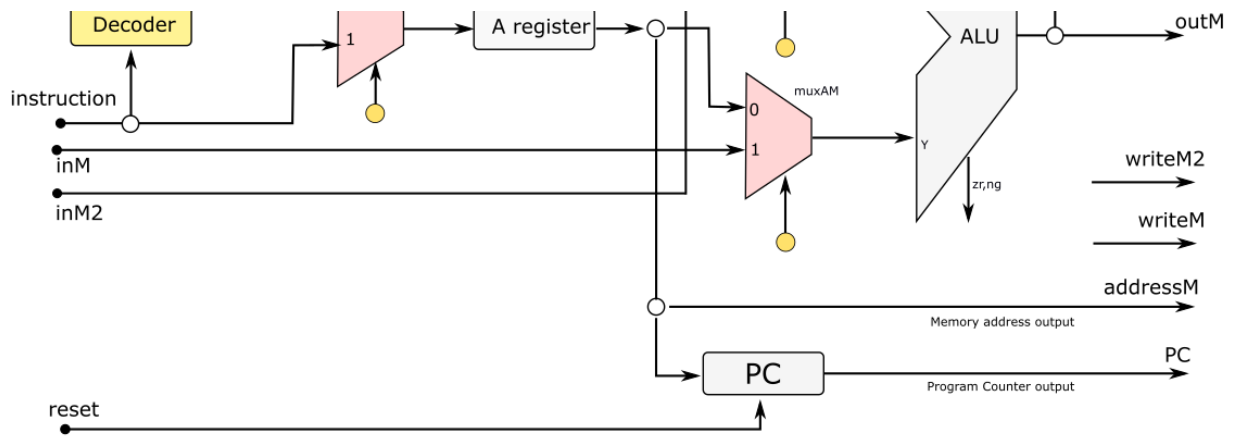 Decoder
1
A register
ALU
outM
instruction
muxAM
0
inM
1
Y
writeM2
zr,ng
inM2
writeM
addressM
Memory address output
PC
PC
Program Counter output
reset